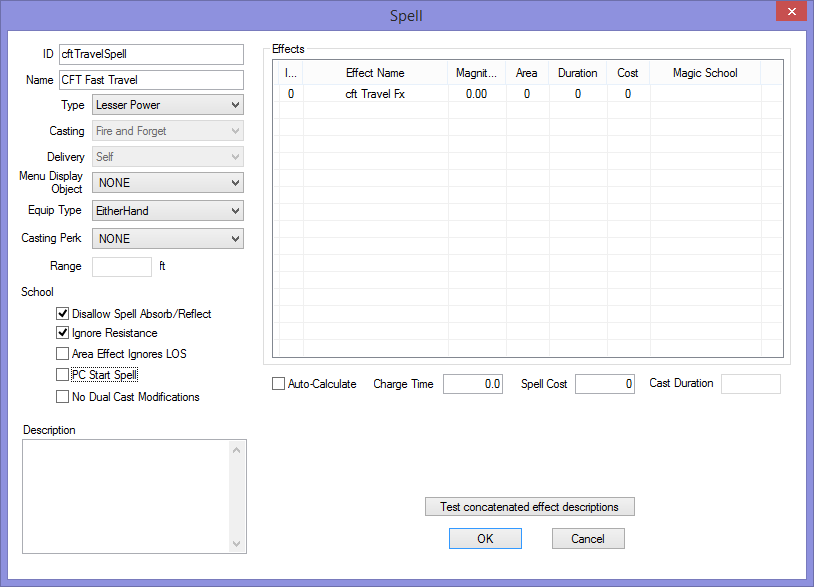 Spell
ID cftTravelSpell
Name CFT Fast Travel
Type Lesser Power
Casting Fire and Forget
Delivery Self
Menu Display
Object NONE
Equip Type EitherHand
Casting Perk NONE
Range ft
School
Disallow Spell Absorb/Reflect
Ignore Resistance
Area Effect Ignores LOS
PC Start Spell
No Dual Cast Modifications
Description
Effects
I... Effect Name Magnit... Area Duration Cost Magic School
0 cft Travel Fx 0.00 0 0 0
Auto-Calculate Charge Time 0.0 Spell Cost 0 Cast Duration
Test concatenated effect descriptions
OK Cancel